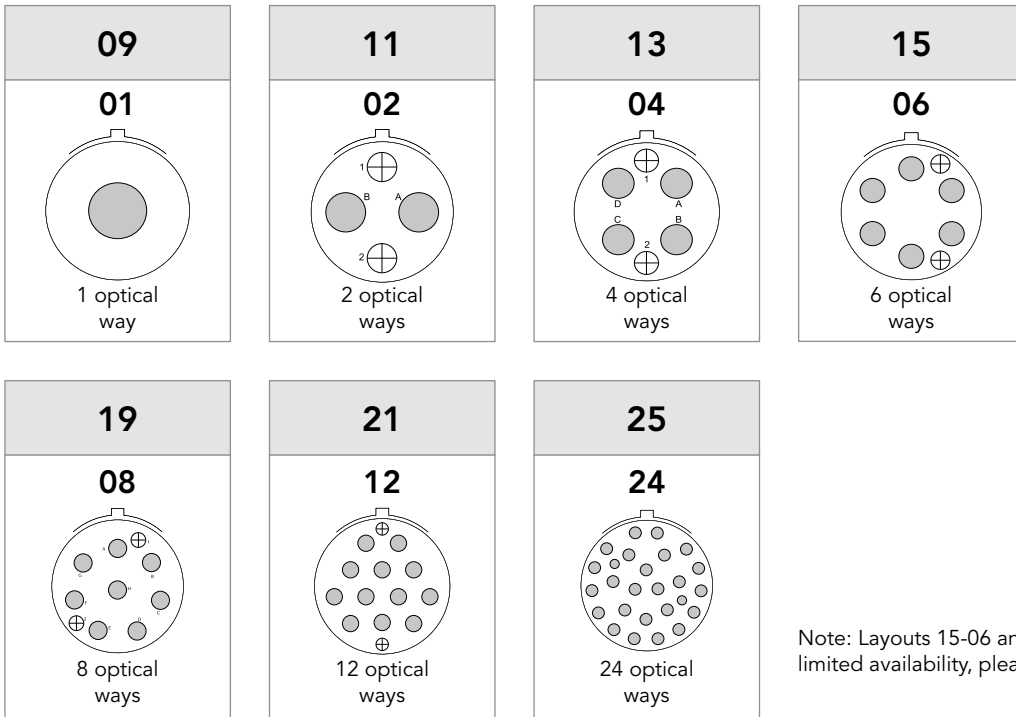 09
01
1 optical
way
11
02
1
B A
2
2 optical
ways
13
04
1
D A
C B
2
4 optical
ways
15
06
6 optical
ways
19
08
A 1
G B
H
F C
2 E D
8 optical
ways
21
12
12 optical
ways
25
24
24 optical
ways
Note: Layouts 15-06 an
limited availability, plea